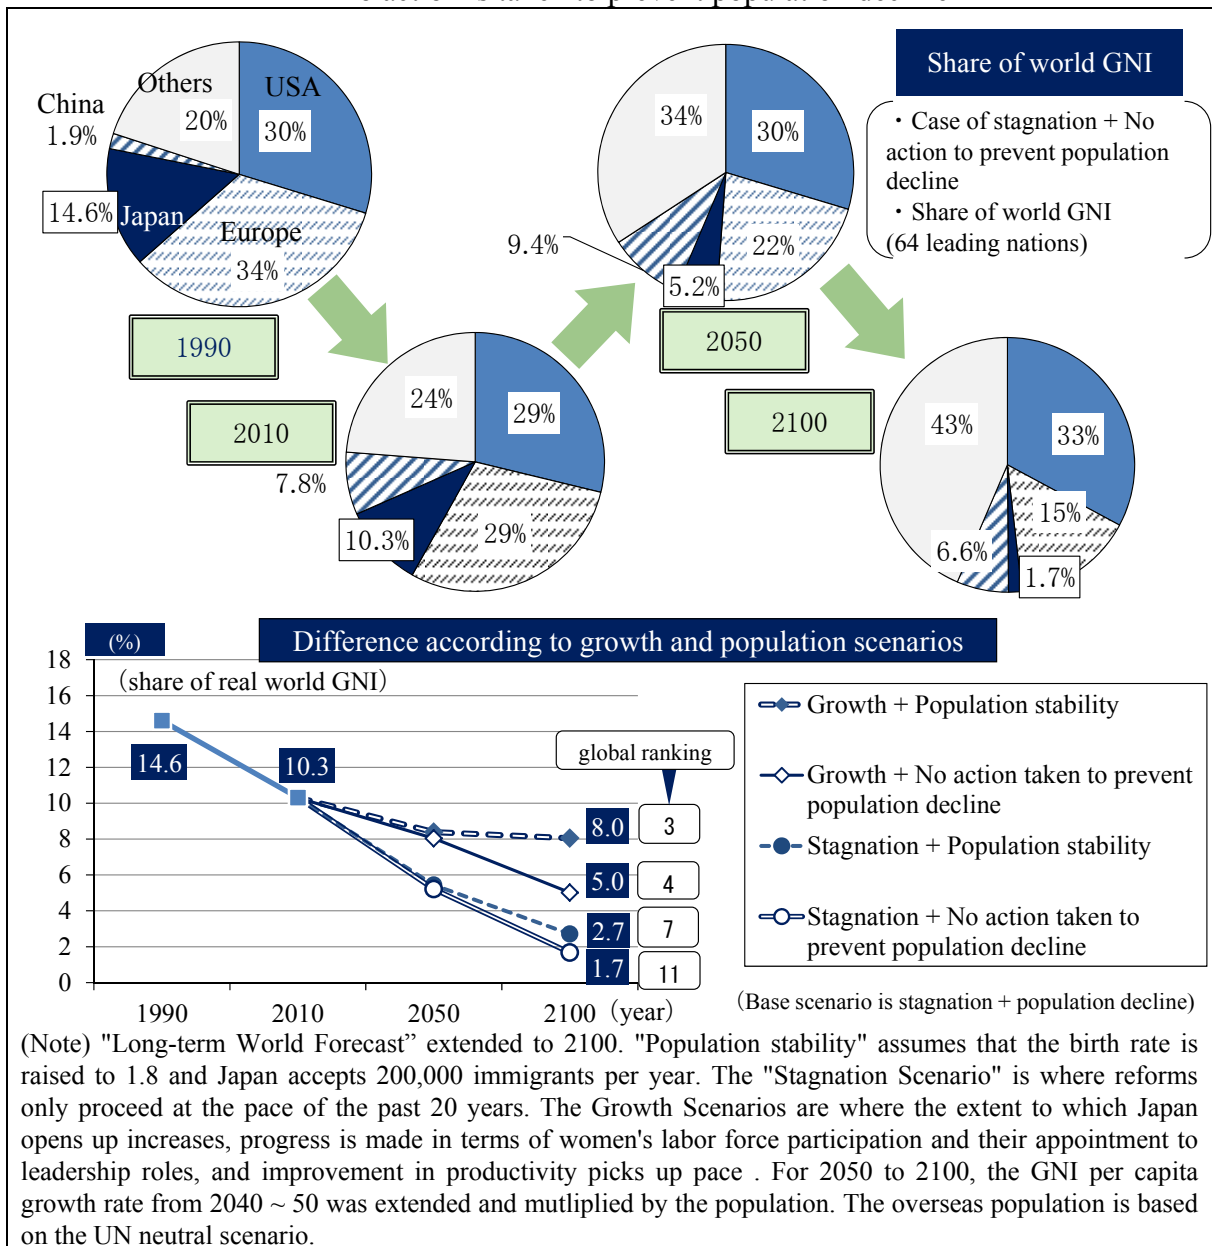 Share of world GNI
・Case of stagnation + No
action to prevent population
decline
・Share of world GNI
(64 leading nations)
Others
USA
China
1.9%
20%
30%
14.6%
Japan
Europe
34%
1990
24%
29%
2010
7.8%
10.3%
29%
34%
30%
9.4%
5.2%
22%
2050
2100
43%
33%
15%
6.6%
1.7%
(%)
Difference according to growth and population scenarios
(share of real world GNI)
18
16
14
12
10
8
6
4
2
0
14.6
10.3
global ranking
8.0 3
5.0 4
2.7 7
1.7 11
1990 2010 2050 2100 (year)
Growth + Population stability
Growth + No action taken to prevent
population decline
Stagnation + Population stability
Stagnation + No action taken to
prevent population decline
(Base scenario is stagnation + population decline)
(Note) "Long-term World Forecast” extended to 2100. "Population stability" assumes that the birth rate is
raised to 1.8 and Japan accepts 200,000 immigrants per year. The "Stagnation Scenario" is where reforms
only proceed at the pace of the past 20 years. The Growth Scenarios are where the extent to which Japan
opens up increases, progress is made in terms of women's labor force participation and their appointment to
leadership roles, and improvement in productivity picks up pace . For 2050 to 2100, the GNI per capita
growth rate from 2040 ~ 50 was extended and mutliplied by the population. The overseas population is based
on the UN neutral scenario.